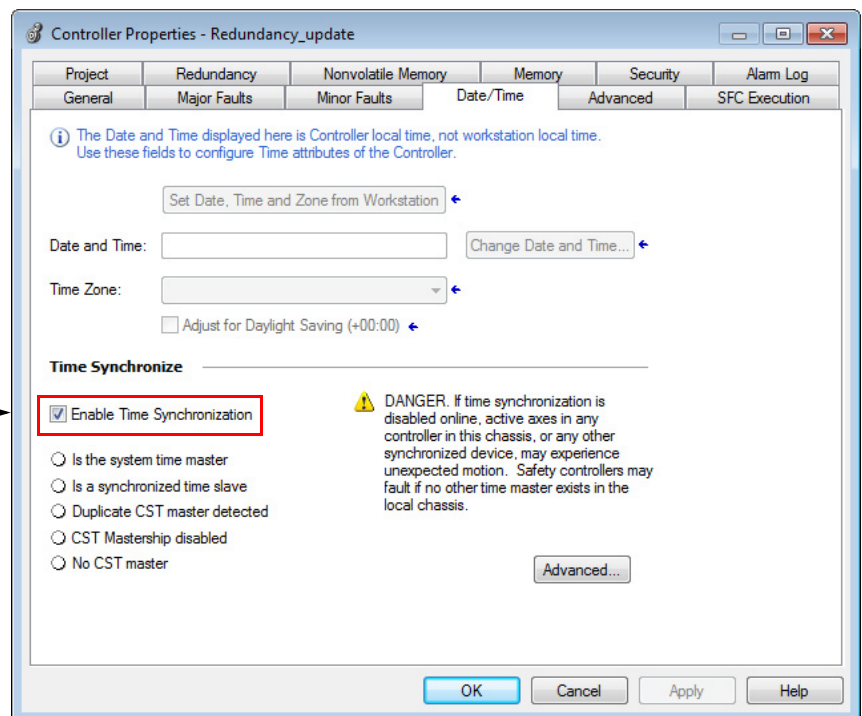 Controller Properties - Redundancy_update
Project Redundancy Nonvolatile Memory Memory Security Alarm Log
General Major Faults Minor Faults Date/Time Advanced SFC Execution
The Date and Time displayed here is Controller local time, not workstation local time.
Use these fields to configure Time attributes of the Controller.
Set Date, Time and Zone from Workstation
Date and Time: Change Date and Time...
Time Zone:
Adjust for Daylight Saving (+00:00)
Time Synchronize
Enable Time Synchronization
DANGER. If time synchronization is
disabled online, active axes in any
controller in this chassis, or any other
synchronized device, may experience
unexpected motion. Safety controllers may
fault if no other time master exists in the
local chassis.
Is the system time master
Is a synchronized time slave
Duplicate CST master detected
CST Mastership disabled
No CST master
Advanced...
OK Cancel Apply Help